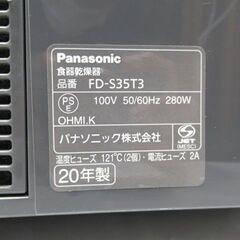 Panasonic
食器乾燥器
品番 FD-S35T3
PS E 100V 50/60Hz 280W
OHMI.K
パナソニック株式会社
S JET (MESC)
温度ヒューズ 121℃(2個)・電流ヒューズ 2A
20年製